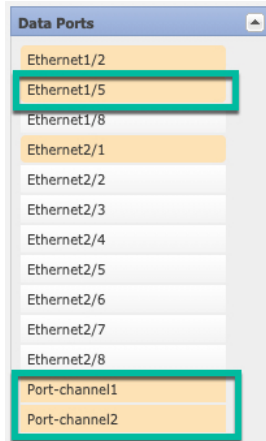 Data Ports
Ethernet1/2
Ethernet1/5
Ethernet1/8
Ethernet2/1
Ethernet2/2
Ethernet2/3
Ethernet2/4
Ethernet2/5
Ethernet2/6
Ethernet2/7
Ethernet2/8
Port-channel1
Port-channel2